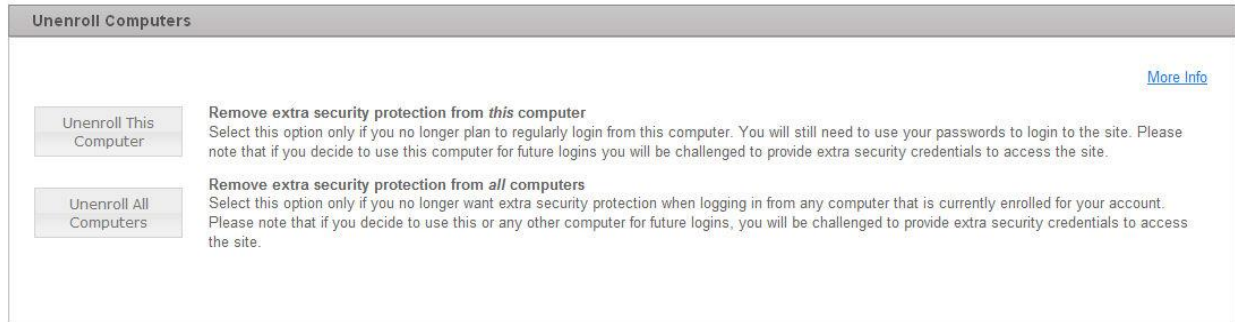 Unenroll Computers
More Info
Unenroll This
Computer
Remove extra security protection from this computer
Select this option only if you no longer plan to regularly login from this computer. You will still need to use your passwords to login to the site. Please
note that if you decide to use this computer for future logins you will be challenged to provide extra security credentials to access the site.
Unenroll All
Computers
Remove extra security protection from all computers
Select this option only if you no longer want extra security protection when logging in from any computer that is currently enrolled for your account.
Please note that if you decide to use this or any other computer for future logins, you will be challenged to provide extra security credentials to access
the site.